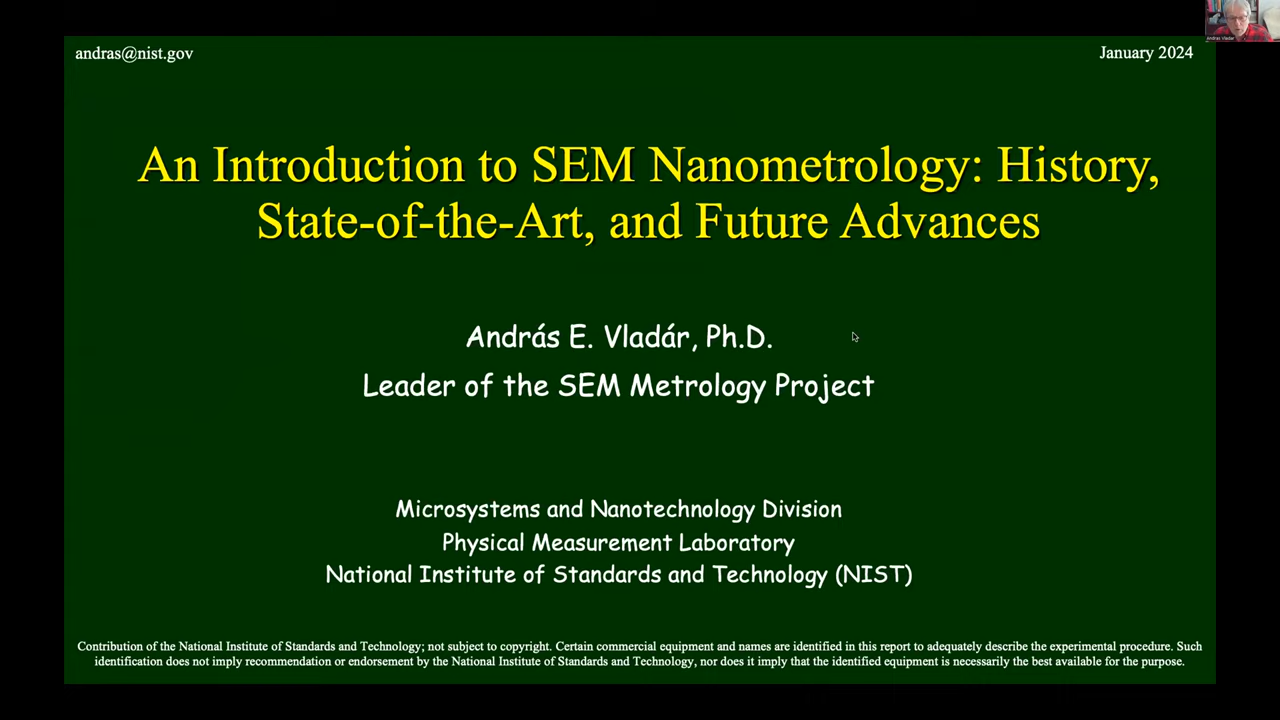 andras@nist.gov
January 2024
An Introduction to SEM Nanometrology: History,
State-of-the-Art, and Future Advances
András E. Vladár, Ph.D.
Leader of the SEM Metrology Project
Microsystems and Nanotechnology Division
Physical Measurement Laboratory
National Institute of Standards and Technology (NIST)
Contribution of the National Institute of Standards and Technology; not subject to copyright. Certain commercial equipment and names are identified in this report to adequately describe the experimental procedure. Such
identification does not imply recommendation or endorsement by the National Institute of Standards and Technology, nor does it imply that the identified equipment is necessarily the best available for the purpose.
Andras Vladar